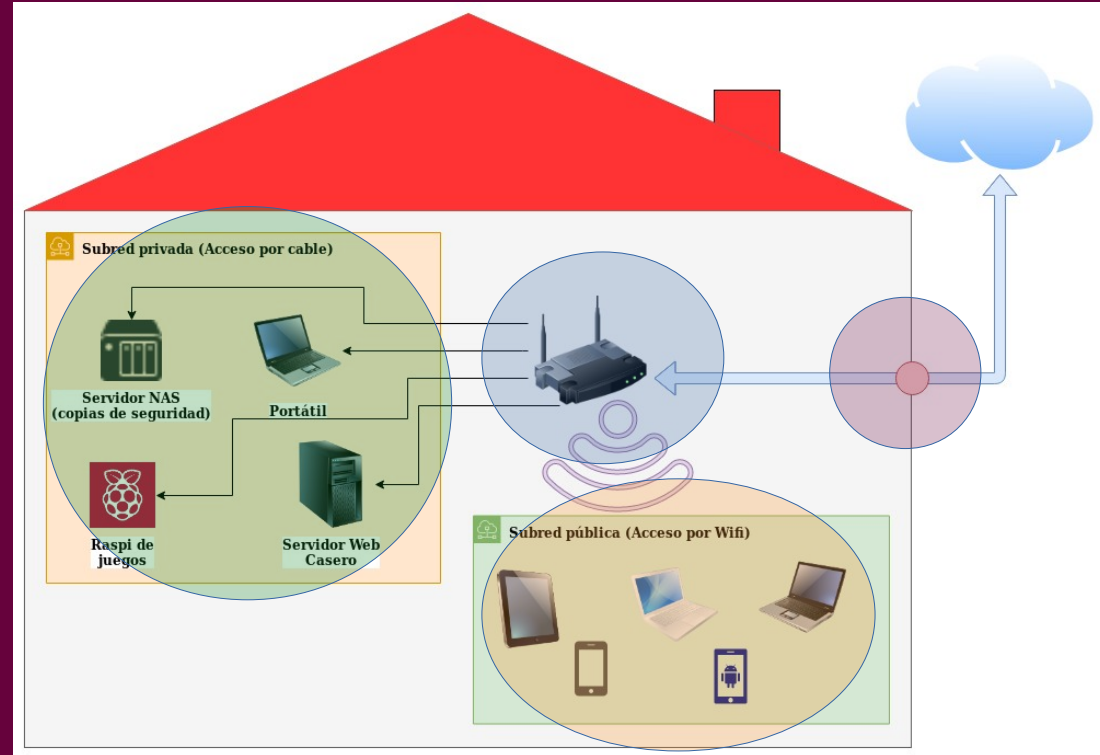 Subred privada (Acceso por cable)
Servidor NAS
(copias de seguridad)
Portátil
Raspi de
juegos
Servidor Web
Casero
Subred pública (Acceso por Wifi)